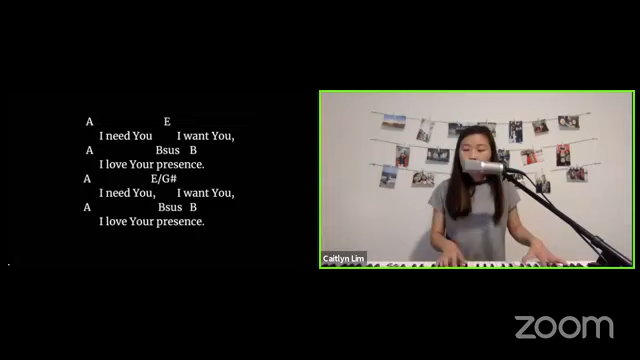 A E
I need You I want You,
A Bsus B
I love Your presence.
A E/G#
I need You, I want You,
A Bsus B
I love Your presence.
Caitlyn Lim
zoom